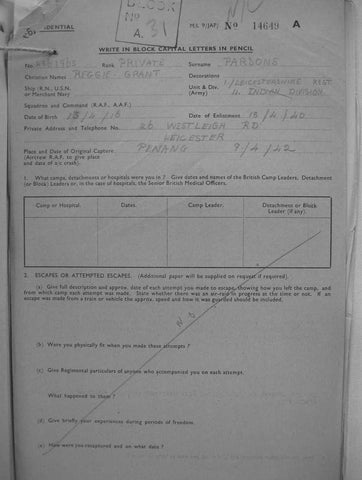 M.I. 9/JAP/ No 14649 A
WRITE IN BLOCK CAPITAL LETTERS IN PENCIL
No. Rank PRIVATE Surname PARSONS
Christian Names REGGIE GRANT Decorations
Ship (R.N., U.S.N. or Merchant Navy) Unit & Div. (Army) 1/LEICESTERSHIRE REGT
INDIAN DIVISION
Squadron and Command (R.A.F., A.A.F.)
Date of Birth /4/ Date of Enlistment 15/4/40
Private Address and Telephone No. 26 WESTLEIGH RD
LEICESTER
Place and Date of Original Capture PENANG 9/4/42
(Aircrew R.A.F. to give place
and date of a/c crash).
1. What camps, detachments or hospitals were you in ? Give dates and names of the British Camp Leaders, Detachment
(or Block) Leaders or, in the case of hospitals, the Senior British Medical Officers.
Camp or Hospital. Dates. Camp Leader. Detachment or Block
Leader (if any).
2. ESCAPES OR ATTEMPTED ESCAPES. (Additional paper will be supplied on request if required).
(a) Give full description and approx. date of each attempt you made to escape, showing how you left the camp, and
from which camp each attempt was made. State whether there was an air-raid in progress at the time or not. If an
escape was made from a train or vehicle the approx. speed and how it was guarded should be included.
(b) Were you physically fit when you made these attempts ?
(c) Give Regimental particulars of anyone who accompanied you on each attempt.
What happened to them ?
(d) Give briefly your experiences during periods of freedom.
(e) How were you recaptured and on what date ?